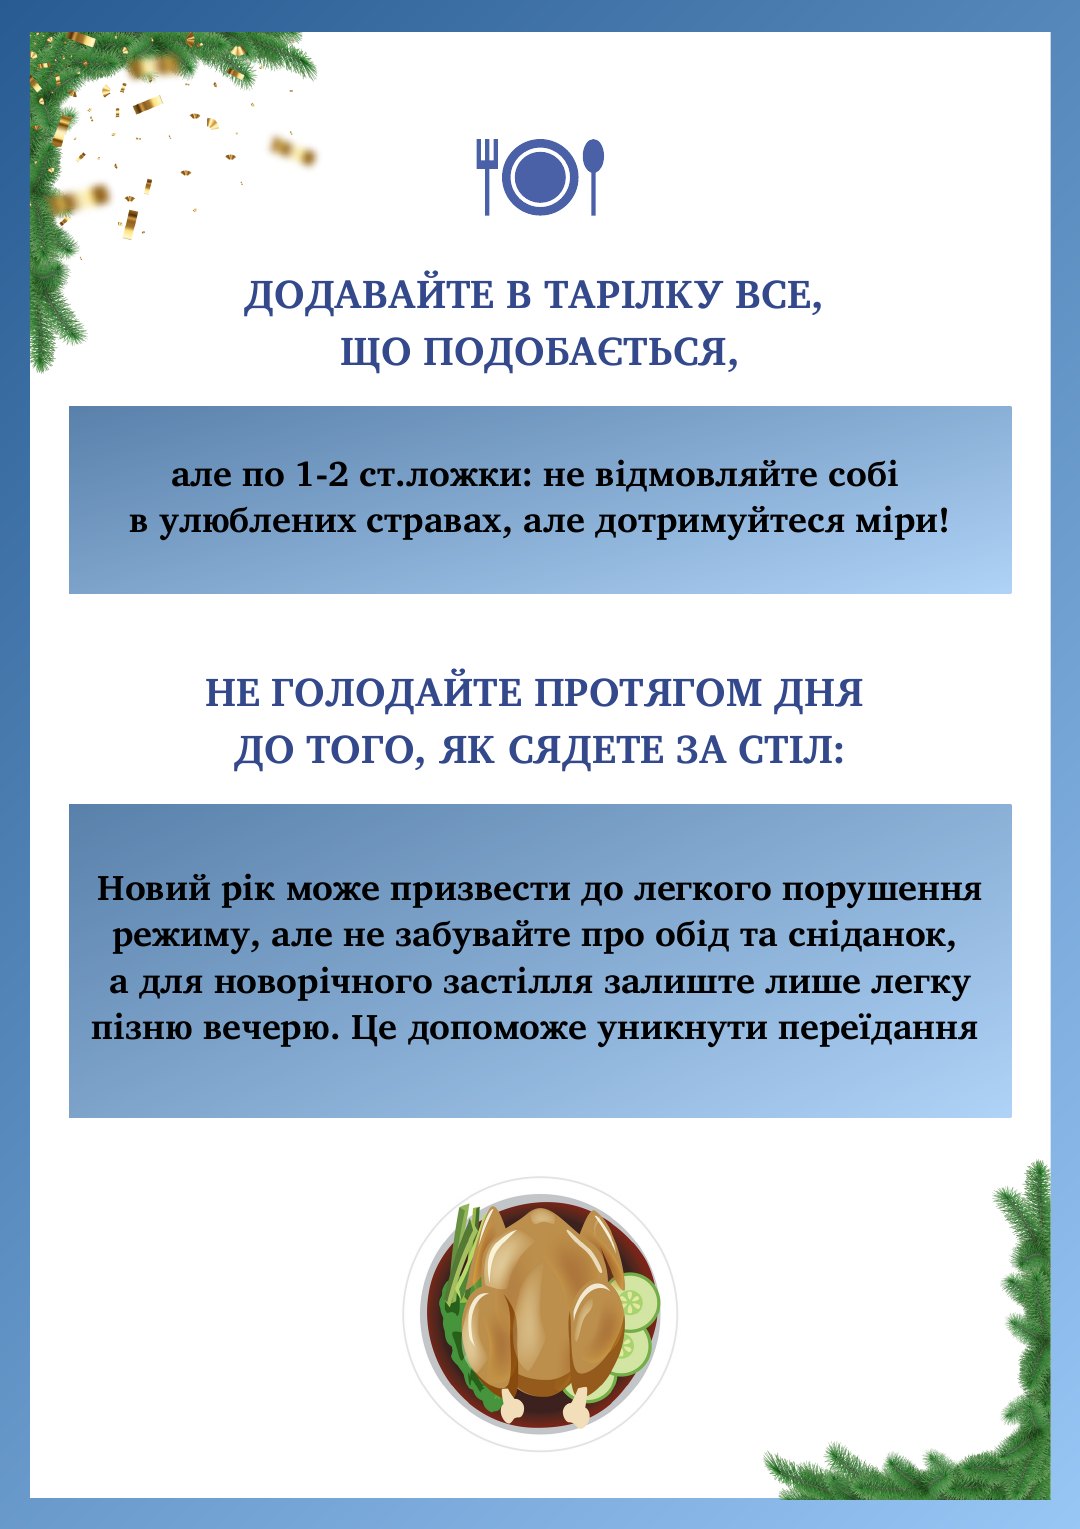 ДОДАВАЙТЕ В ТАРІЛКУ ВСЕ,
ЩО ПОДОБАЄТЬСЯ,
але по 1-2 ст.ложки: не відмовляйте собі
в улюблених стравах, але дотримуйтеся міри!
НЕ ГОЛОДАЙТЕ ПРОТЯГОМ ДНЯ
ДО ТОГО, ЯК СЯДЕТЕ ЗА СТІЛ:
Новий рік може призвести до легкого порушення
режиму, але не забувайте про обід та сніданок,
а для новорічного застілля залиште лише легку
пізню вечерю. Це допоможе уникнути переїдання